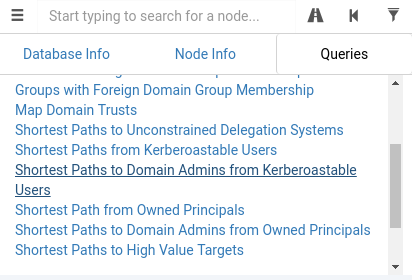 Start typing to search for a node...
Database Info
Node Info
Queries
Groups with Foreign Domain Group Membership
Map Domain Trusts
Shortest Paths to Unconstrained Delegation Systems
Shortest Paths from Kerberoastable Users
Shortest Paths to Domain Admins from Kerberoastable
Users
Shortest Path from Owned Principals
Shortest Paths to Domain Admins from Owned Principals
Shortest Paths to High Value Targets